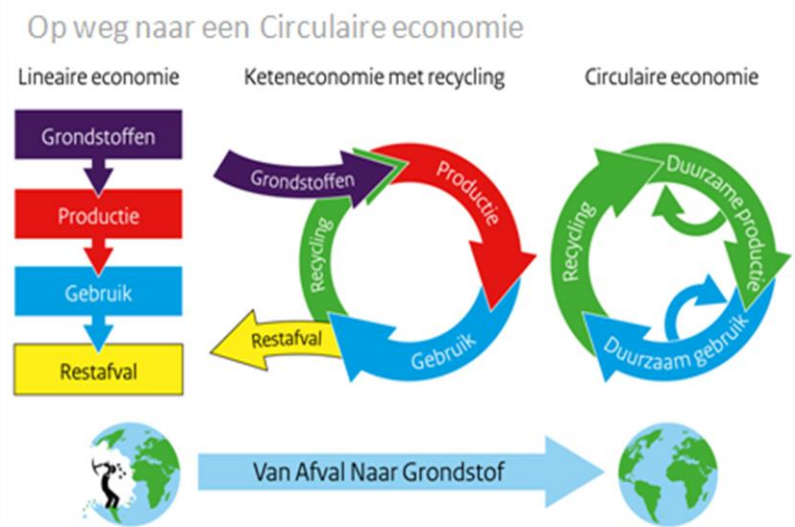 Op weg naar een Circulaire economie
Lineaire economie
Grondstoffen
Productie
Gebruik
Restafval
Keteneconomie met recycling
Grondstoffen
Productie
Recycling
Restafval
Gebruik
Circulaire economie
Duurzame productie
Recycling
Duurzaam gebruik
Van Afval Naar Grondstof